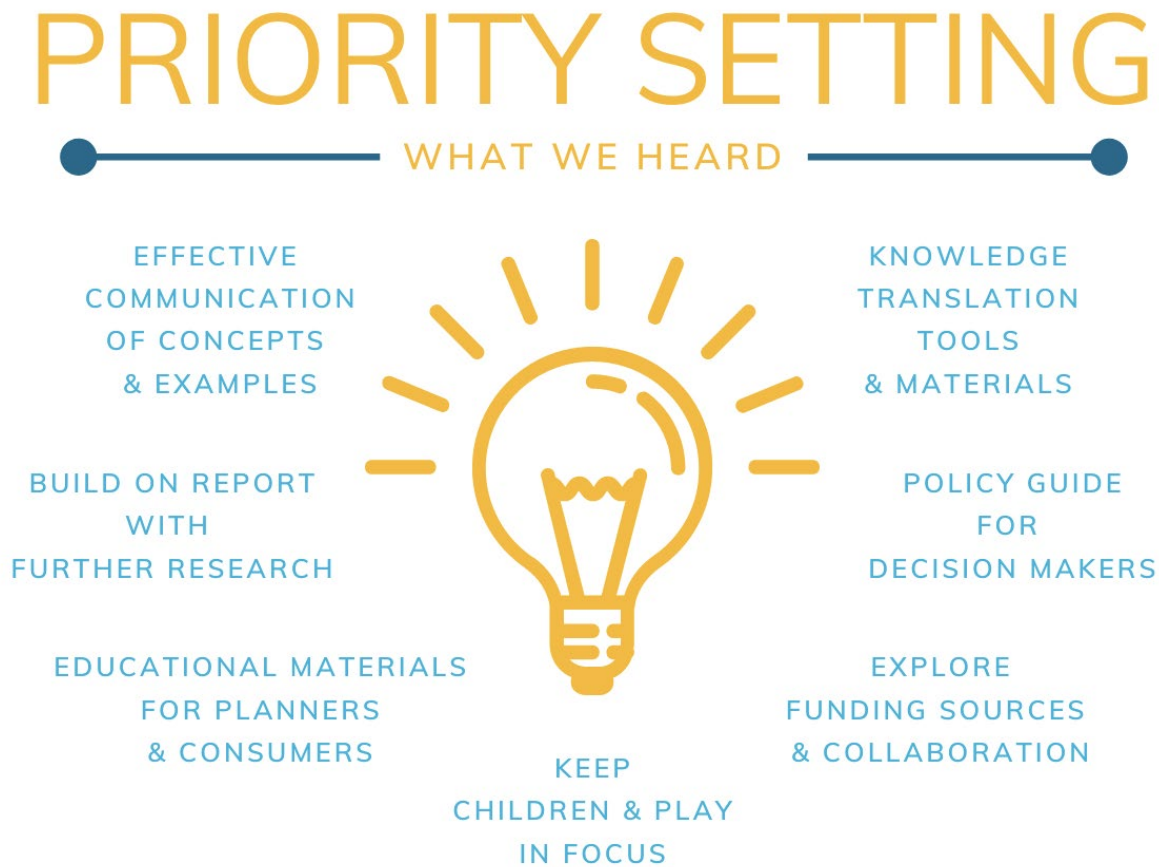 PRIORITY SETTING
WHAT WE HEARD
EFFECTIVE
COMMUNICATION
OF CONCEPTS
& EXAMPLES
KNOWLEDGE
TRANSLATION
TOOLS
& MATERIALS
BUILD ON REPORT
WITH
FURTHER RESEARCH
POLICY GUIDE
FOR
DECISION MAKERS
EDUCATIONAL MATERIALS
FOR PLANNERS
& CONSUMERS
EXPLORE
FUNDING SOURCES
& COLLABORATION
KEEP
CHILDREN & PLAY
IN FOCUS